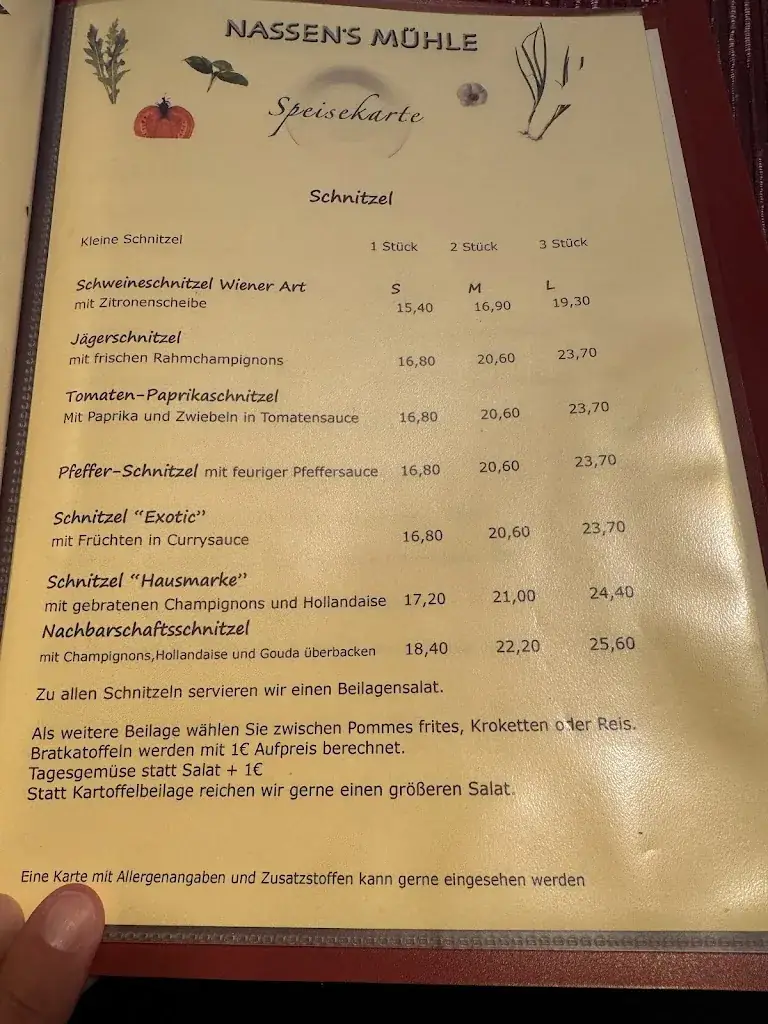 NASSEN'S MÜHLE
Speisekarte
Schnitzel
Kleine Schnitzel 1 Stück 2 Stück 3 Stück
Schweineschnitzel Wiener Art S M L
mit Zitronenscheibe 15,40 16,90 19,30
Jägerschnitzel
mit frischen Rahmchampignons 16,80 20,60 23,70
Tomaten-Paprikaschnitzel
Mit Paprika und Zwiebeln in Tomatensauce 16,80 20,60 23,70
Pfeffer-Schnitzel mit feuriger Pfeffersauce 16,80 20,60 23,70
Schnitzel "Exotic"
mit Früchten in Currysauce 16,80 20,60 23,70
Schnitzel "Hausmarke"
mit gebratenen Champignons und Hollandaise 17,20 21,00 24,40
Nachbarschaftsschnitzel
mit Champignons,Hollandaise und Gouda überbacken 18,40 22,20 25,60
Zu allen Schnitzeln servieren wir einen Beilagensalat.
Als weitere Beilage wählen Sie zwischen Pommes frites, Kroketten oder Reis.
Bratkatoffeln werden mit 1€ Aufpreis berechnet.
Tagesgemüse statt Salat + 1€
Statt Kartoffelbeilage reichen wir gerne einen größeren Salat.
Eine Karte mit Allergenangaben und Zusatzstoffen kann gerne eingesehen werden